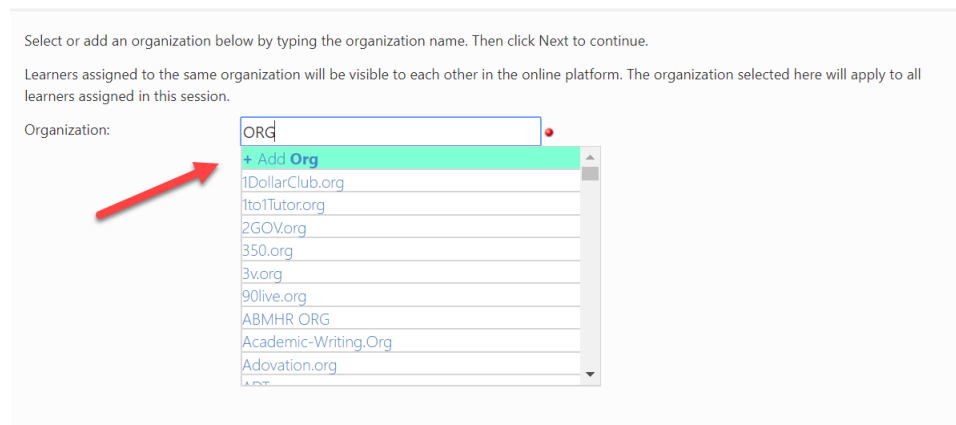 Select or add an organization below by typing the organization name. Then click Next to continue.
Learners assigned to the same organization will be visible to each other in the online platform. The organization selected here will apply to all
learners assigned in this session.
Organization:
ORG
+ Add Org
1DollarClub.org
1to1Tutor.org
2GOV.org
350.org
3v.org
90live.org
ABMHR ORG
Academic-Writing.Org
Adovation.org